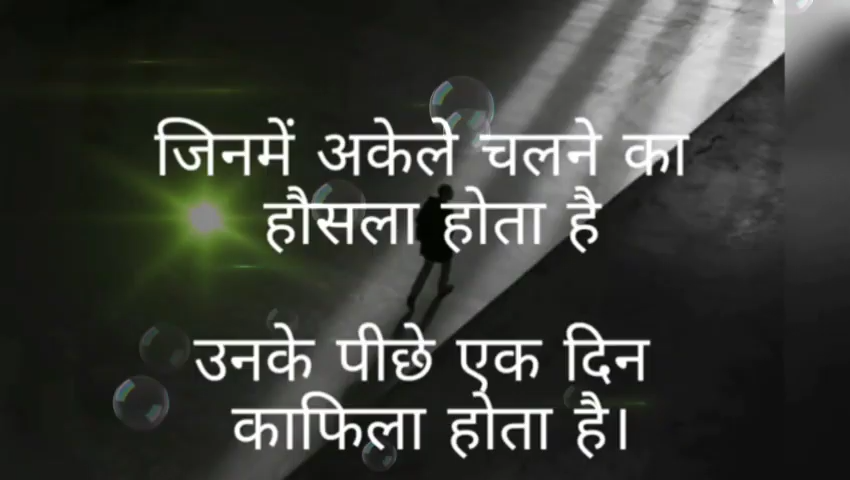 जिनमें अकेले चलने का
हौसला होता है
उनके पीछे एक दिन
काफिला होता है।